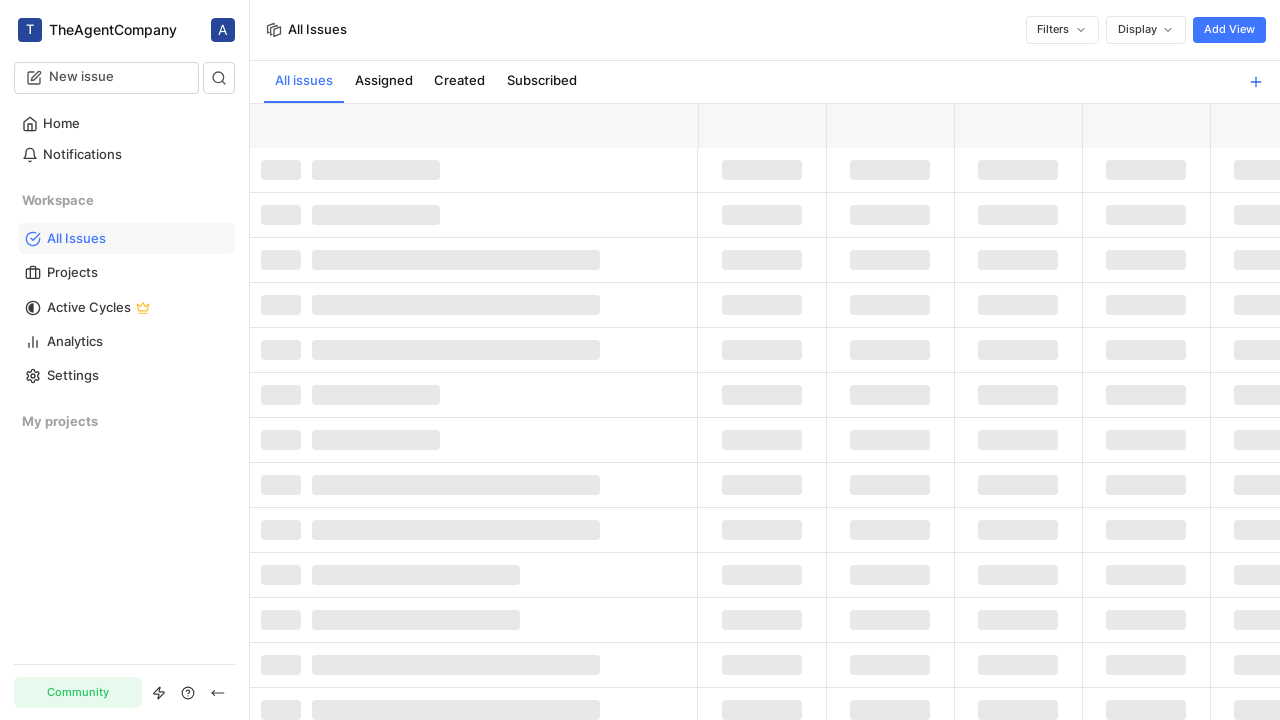 T TheAgentCompany A
New issue
Home
Notifications
Workspace
All Issues
Projects
Active Cycles
Analytics
Settings
My projects
Community
All Issues
Filters
Display
Add View
All issues
Assigned
Created
Subscribed